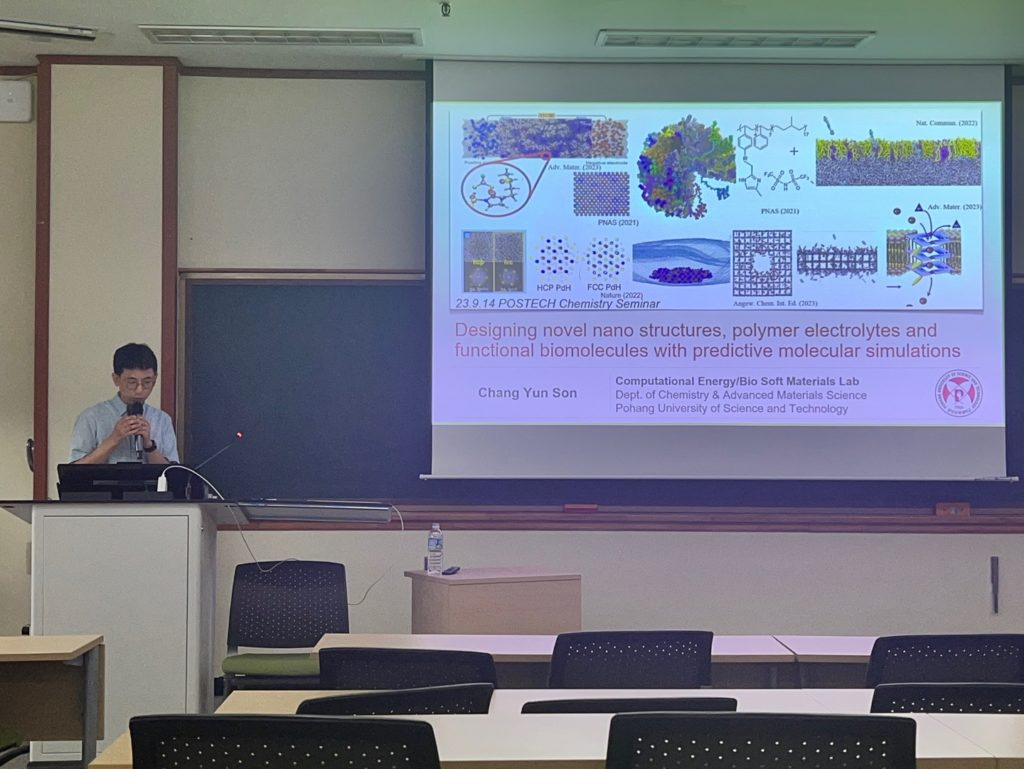 Nat. Commun. (2022)
Adv. Mater. (2023)
PNAS (2021)
PNAS (2021)
Adv. Mater. (2023)
HCP PdH
FCC PdH
Nature (2022)
Angew. Chem. Int. Ed. (2023)
23.9.14 POSTECH Chemistry Seminar
Designing novel nano structures, polymer electrolytes and
functional biomolecules with predictive molecular simulations
Chang Yun Son
Computational Energy/Bio Soft Materials Lab
Dept. of Chemistry & Advanced Materials Science
Pohang University of Science and Technology